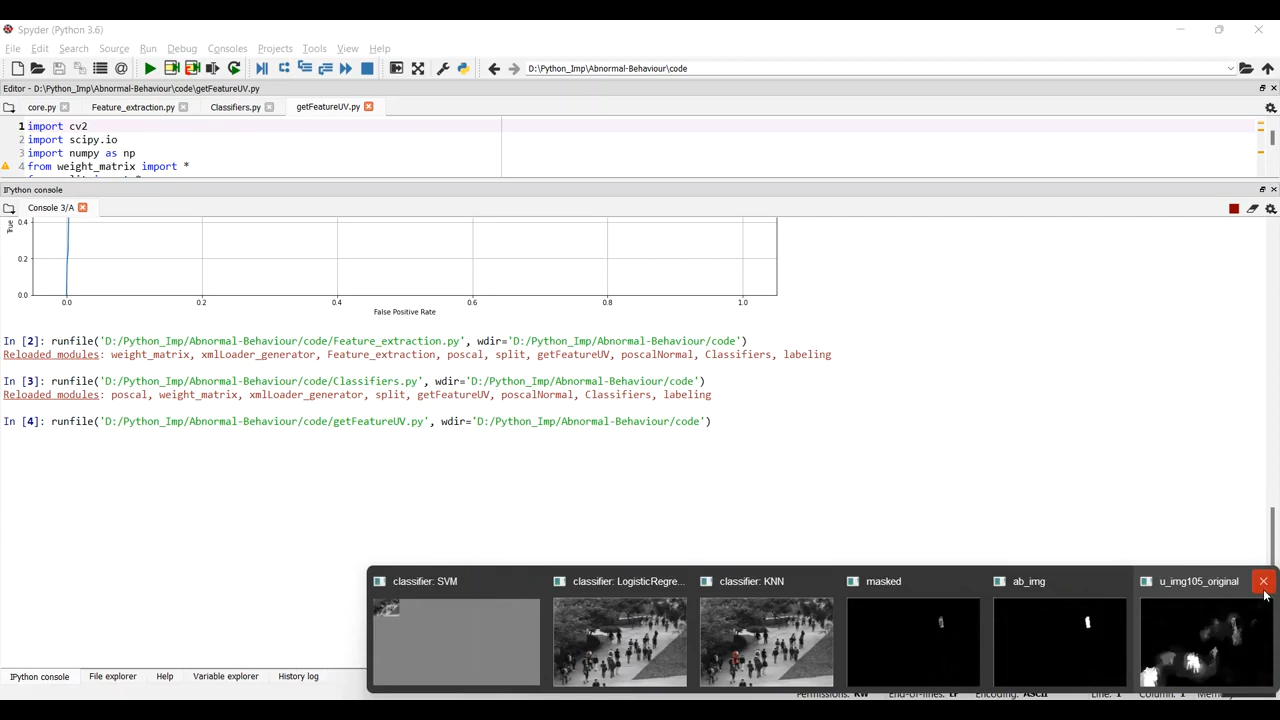 Spyder (Python 3.6)
File Edit Search Source Run Debug Consoles Projects Tools View Help
D:\Python_Imp\Abnormal-Behaviour\code
Editor - D:\Python_Imp\Abnormal-Behaviour\code\getFeatureUV.py
core.py Feature_extraction.py Classifiers.py getFeatureUV.py
1 import cv2
2 import scipy.io
3 import numpy as np
4 from weight_matrix import *
IPython console
Console 3/A
True
0.4
0.2
0.0
0.0 0.2 0.4 0.6 0.8 1.0
False Positive Rate
In [2]: runfile('D:/Python_Imp/Abnormal-Behaviour/code/Feature_extraction.py', wdir='D:/Python_Imp/Abnormal-Behaviour/code')
Reloaded modules: weight_matrix, xmlLoader_generator, Feature_extraction, poscal, split, getFeatureUV, poscalNormal, Classifiers, labeling
In [3]: runfile('D:/Python_Imp/Abnormal-Behaviour/code/Classifiers.py', wdir='D:/Python_Imp/Abnormal-Behaviour/code')
Reloaded modules: poscal, weight_matrix, xmlLoader_generator, split, getFeatureUV, poscalNormal, Classifiers, labeling
In [4]: runfile('D:/Python_Imp/Abnormal-Behaviour/code/getFeatureUV.py', wdir='D:/Python_Imp/Abnormal-Behaviour/code')
classifier: SVM classifier: LogisticRegre... classifier: KNN masked ab_img u_img105_original
IPython console File explorer Help Variable explorer History log